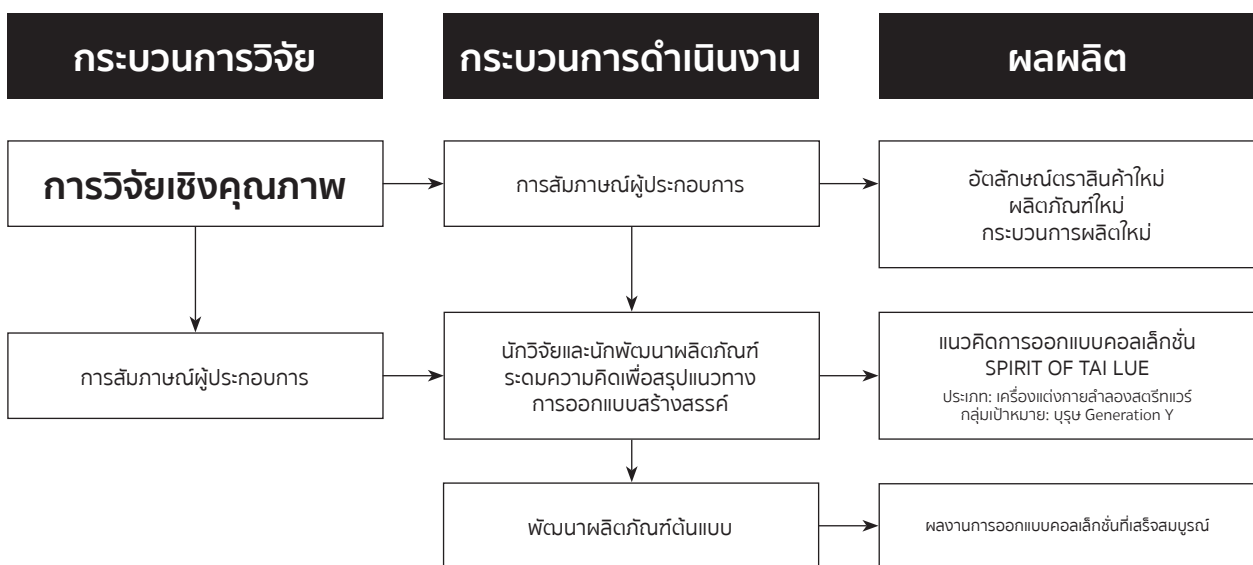 กระบวนการวิจัย
กระบวนการดำเนินงาน
ผลผลิต
การวิจัยเชิงคุณภาพ
การสัมภาษณ์ผู้ประกอบการ
อัตลักษณ์ตราสินค้าใหม่
ผลิตภัณฑ์ใหม่
กระบวนการผลิตใหม่
การสัมภาษณ์ผู้ประกอบการ
นักวิจัยและนักพัฒนาผลิตภัณฑ์
ระดมความคิดเพื่อสรุปแนวทาง
การออกแบบสร้างสรรค์
แนวคิดการออกแบบคอลเล็กชั่น
SPIRIT OF TAI LUE
ประเภท: เครื่องแต่งกายลำลองสตรีทแวร์
กลุ่มเป้าหมาย: บุรุษ Generation Y
พัฒนาผลิตภัณฑ์ต้นแบบ
ผลงานการออกแบบคอลเล็กชั่นที่เสร็จสมบูรณ์